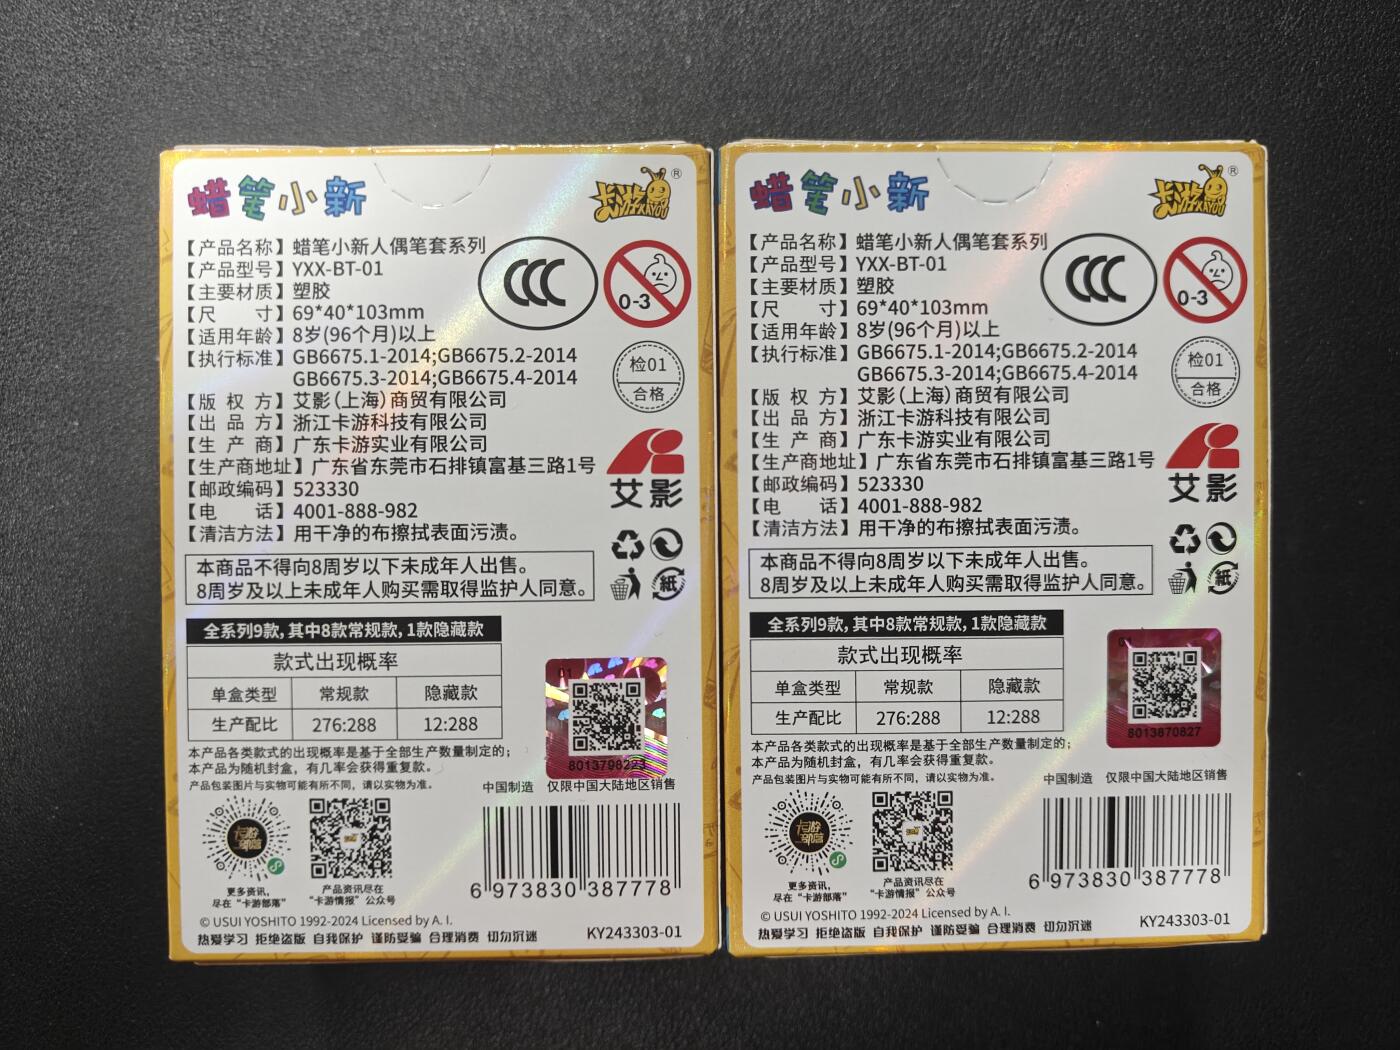 蜡笔小新
卡游 KAYOU ®
【产品名称】蜡笔小新人偶笔套系列
【产品型号】YXX-BT-01
【主要材质】塑胶
【尺 寸】69*40*103mm
【适用年龄】8岁(96个月)以上
【执行标准】GB6675.1-2014;GB6675.2-2014
GB6675.3-2014;GB6675.4-2014
【版权方】艾影(上海)商贸有限公司
【出品方】浙江卡游科技有限公司
【生产商】广东卡游实业有限公司
【生产商地址】广东省东莞市石排镇富基三路1号
【邮政编码】523330
【电 话】4001-888-982
【清洁方法】用干净的布擦拭表面污渍。
CCC
0-3
检01
合格
艾影
紙
本商品不得向8周岁以下未成年人出售。
8周岁及以上未成年人购买需取得监护人同意。
全系列9款,其中8款常规款,1款隐藏款
款式出现概率
单盒类型 常规款 隐藏款
生产配比 276:288 12:288
01
8013798223
本产品各类款式的出现概率是基于全部生产数量制定的;
本产品为随机封盒,有几率会获得重复款。
产品包装图片与实物可能有所不同,请以实物为准。
中国制造 仅限中国大陆地区销售
卡游部落
更多资讯,
尽在“卡游部落”
产品资讯尽在
“卡游情报”公众号
6 973830 387778
© USUI YOSHITO 1992-2024 Licensed by A. I.
热爱学习 拒绝盗版 自我保护 谨防受骗 合理消费 切勿沉迷
KY243303-01
蜡笔小新
卡游 KAYOU ®
【产品名称】蜡笔小新人偶笔套系列
【产品型号】YXX-BT-01
【主要材质】塑胶
【尺 寸】69*40*103mm
【适用年龄】8岁(96个月)以上
【执行标准】GB6675.1-2014;GB6675.2-2014
GB6675.3-2014;GB6675.4-2014
【版权方】艾影(上海)商贸有限公司
【出品方】浙江卡游科技有限公司
【生产商】广东卡游实业有限公司
【生产商地址】广东省东莞市石排镇富基三路1号
【邮政编码】523330
【电 话】4001-888-982
【清洁方法】用干净的布擦拭表面污渍。
CCC
0-3
检01
合格
艾影
紙
本商品不得向8周岁以下未成年人出售。
8周岁及以上未成年人购买需取得监护人同意。
全系列9款,其中8款常规款,1款隐藏款
款式出现概率
单盒类型 常规款 隐藏款
生产配比 276:288 12:288
01
8013870827
本产品各类款式的出现概率是基于全部生产数量制定的;
本产品为随机封盒,有几率会获得重复款。
产品包装图片与实物可能有所不同,请以实物为准。
中国制造 仅限中国大陆地区销售
卡游部落
更多资讯,
尽在“卡游部落”
产品资讯尽在
“卡游情报”公众号
6 973830 387778
© USUI YOSHITO 1992-2024 Licensed by A. I.
热爱学习 拒绝盗版 自我保护 谨防受骗 合理消费 切勿沉迷
KY243303-01